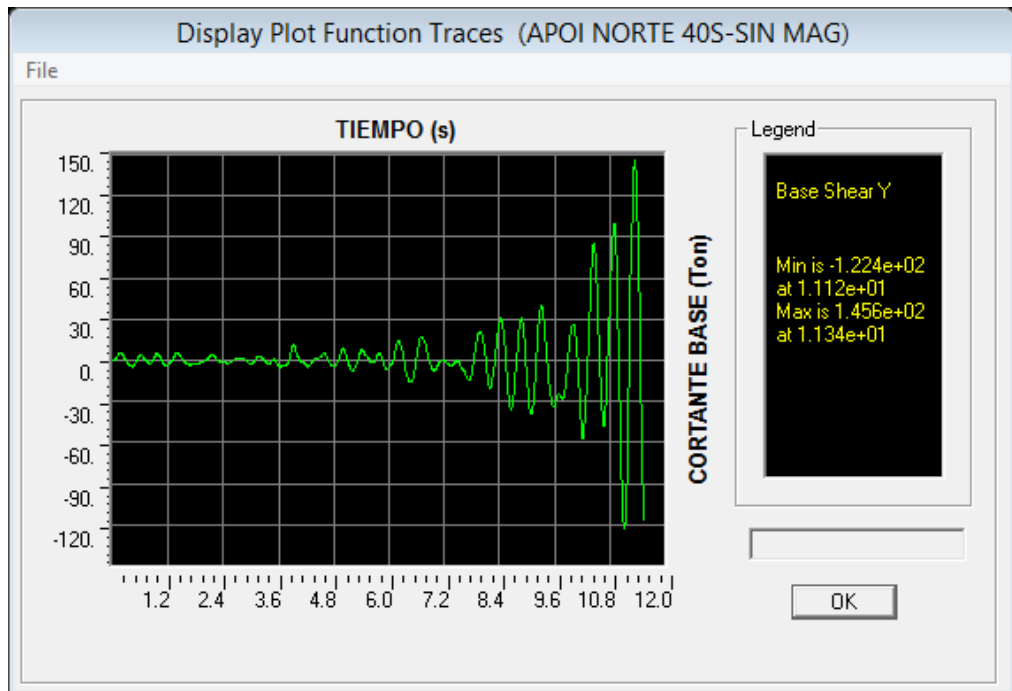 Display Plot Function Traces (APOI NORTE 40S-SIN MAG)
File
TIEMPO (s)
150.
120.
90.
60.
30.
0.
-30.
-60.
-90.
-120.
1.2 2.4 3.6 4.8 6.0 7.2 8.4 9.6 10.8 12.0
CORTANTE BASE (Ton)
Legend
Base Shear Y
Min is -1.224e+02
at 1.112e+01
Max is 1.456e+02
at 1.134e+01
OK